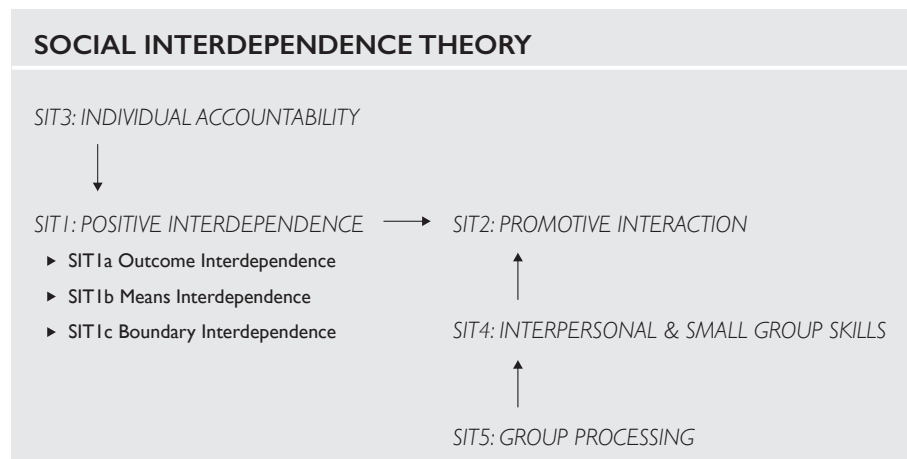 SOCIAL INTERDEPENDENCE THEORY
SIT3: INDIVIDUAL ACCOUNTABILITY
SIT1: POSITIVE INTERDEPENDENCE
SIT1a Outcome Interdependence
SIT1b Means Interdependence
SIT1c Boundary Interdependence
SIT2: PROMOTIVE INTERACTION
SIT4: INTERPERSONAL & SMALL GROUP SKILLS
SIT5: GROUP PROCESSING